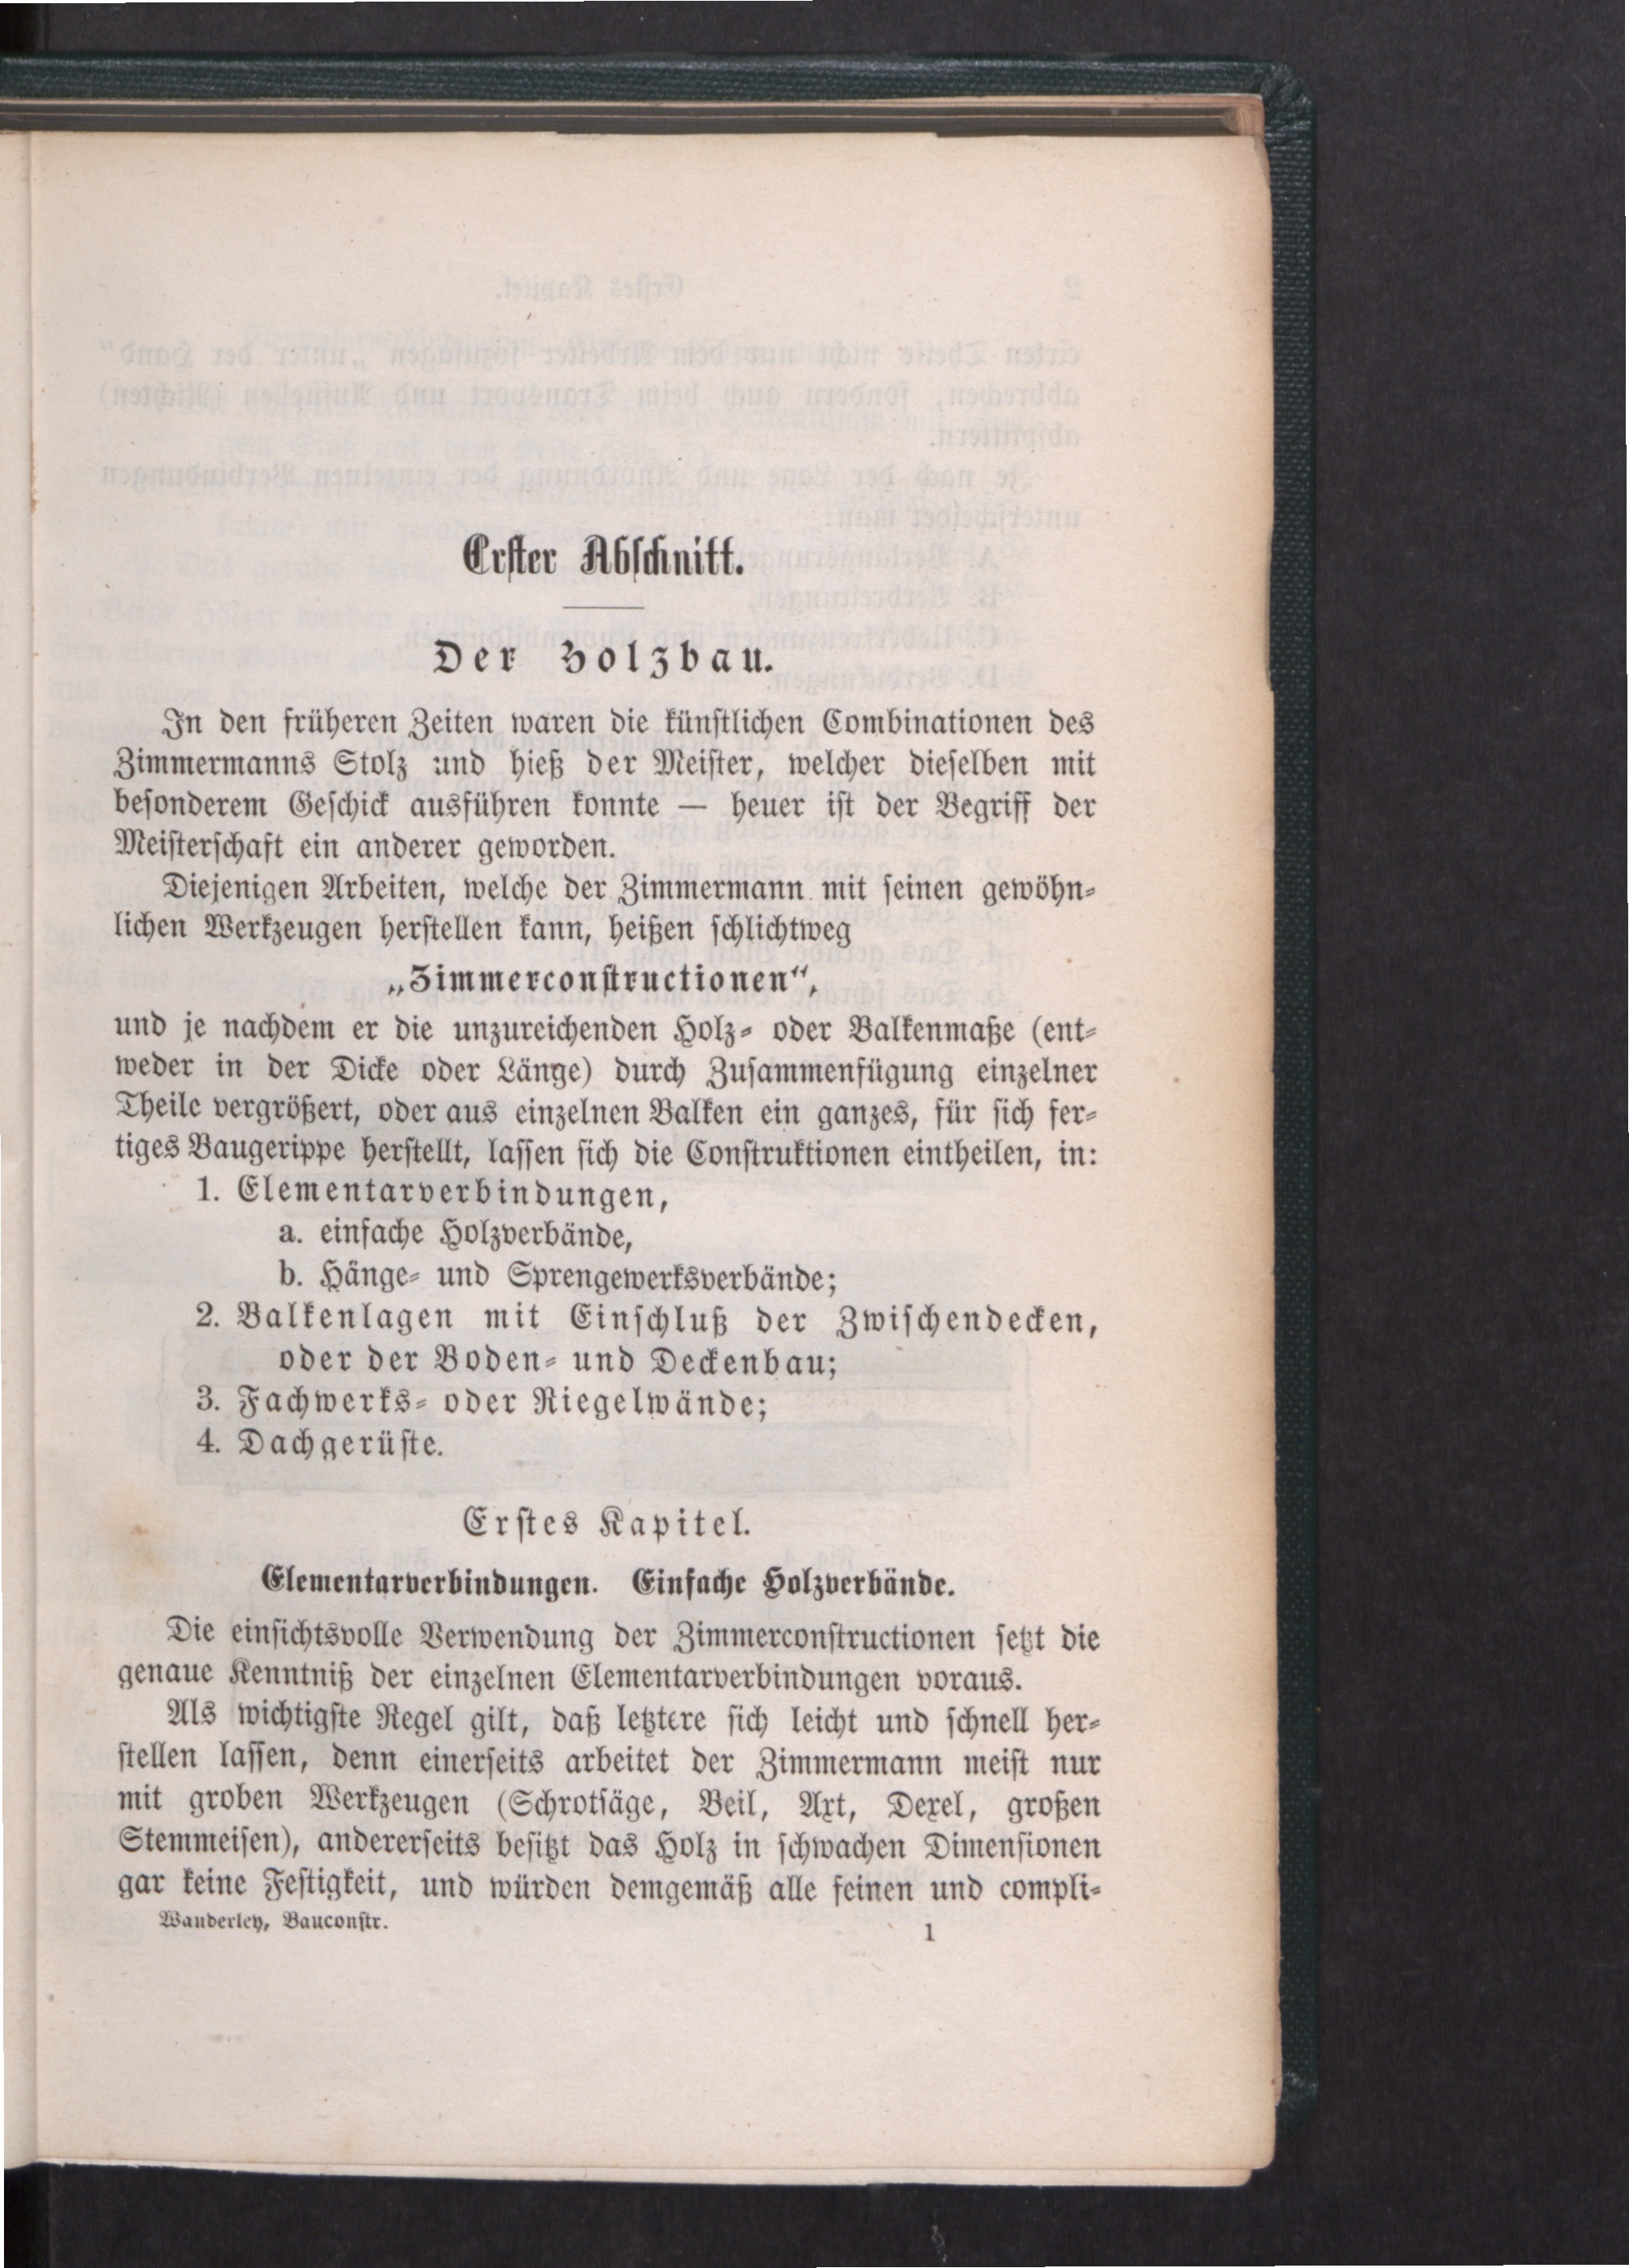 Erster Abschnitt.
Der Holzbau.
In den früheren Zeiten waren die künstlichen Combinationen des
Zimmermanns Stolz und hieß der Meister, welcher dieselben mit
besonderem Geschick ausführen konnte — heuer ist der Begriff der
Meisterschaft ein anderer geworden.
Diejenigen Arbeiten, welche der Zimmermann mit seinen gewöhn-
lichen Werkzeugen herstellen kann, heißen schlichtweg
„Zimmerconstructionen“,
und je nachdem er die unzureichenden Holz- oder Balkenmaße (ent-
weder in der Dicke oder Länge) durch Zusammenfügung einzelner
Theile vergrößert, oder aus einzelnen Balken ein ganzes, für sich fer-
tiges Baugerippe herstellt, lassen sich die Construktionen eintheilen, in:
1. Elementarverbindungen,
a. einfache Holzverbände,
b. Hänge- und Sprengewerksverbände;
2. Balkenlagen mit Einschluß der Zwischendecken,
oder der Boden- und Deckenbau;
3. Fachwerks- oder Riegelwände;
4. Dachgerüste.
Erstes Kapitel.
Elementarverbindungen. Einfache Holzverbände.
Die einsichtsvolle Verwendung der Zimmerconstructionen setzt die
genaue Kenntniß der einzelnen Elementarverbindungen voraus.
Als wichtigste Regel gilt, daß letztere sich leicht und schnell her-
stellen lassen, denn einerseits arbeitet der Zimmermann meist nur
mit groben Werkzeugen (Schrotsäge, Beil, Axt, Dexel, großen
Stemmeisen), andererseits besitzt das Holz in schwachen Dimensionen
gar keine Festigkeit, und würden demgemäß alle feinen und compli-
Wanderley, Bauconstr.
1